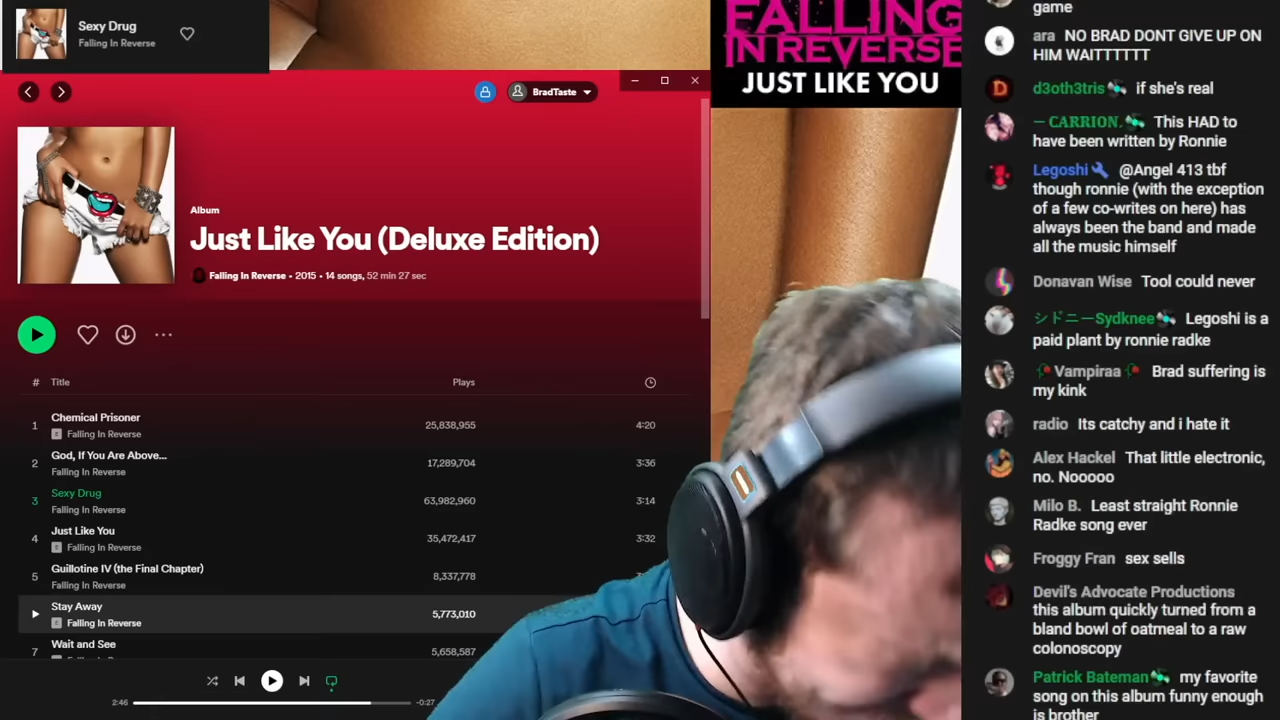 Sexy Drug
Falling In Reverse
BradTaste
Album
Just Like You (Deluxe Edition)
Falling In Reverse • 2015 • 14 songs, 52 min 27 sec
# Title Plays
1 Chemical Prisoner 25,838,955 4:20
E Falling In Reverse
2 God, If You Are Above... 17,289,704 3:36
Falling In Reverse
3 Sexy Drug 63,982,960 3:14
Falling In Reverse
4 Just Like You 35,472,417 3:32
E Falling In Reverse
5 Guillotine IV (the Final Chapter) 8,337,778
Falling In Reverse
Stay Away 5,773,010
E Falling In Reverse
7 Wait and See 5,658,587
2:46 -0:27
FALLING
IN REVERSE
JUST LIKE YOU
game
ara NO BRAD DONT GIVE UP ON
HIM WAITTTTTT
d3oth3tris if she's real
— CARRION. This HAD to
have been written by Ronnie
Legoshi @Angel 413 tbf
though ronnie (with the exception
of a few co-writes on here) has
always been the band and made
all the music himself
Donavan Wise Tool could never
シドニーSydknee Legoshi is a
paid plant by ronnie radke
Vampiraa Brad suffering is
my kink
radio Its catchy and i hate it
Alex Hackel That little electronic,
no. Nooooo
Milo B. Least straight Ronnie
Radke song ever
Froggy Fran sex sells
Devil's Advocate Productions
this album quickly turned from a
bland bowl of oatmeal to a raw
colonoscopy
Patrick Bateman my favorite
song on this album funny enough
is brother